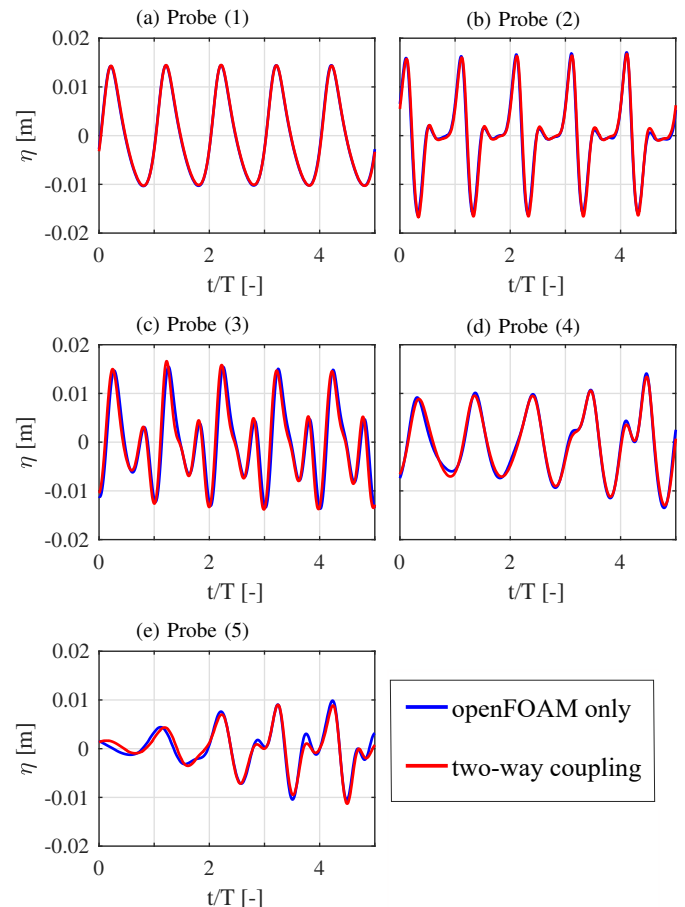 (a) Probe (1)
0.02
0.01
0
-0.01
-0.02
η [m]
0 2 4
t/T [-]
(b) Probe (2)
0 2 4
t/T [-]
(c) Probe (3)
0.02
0.01
0
-0.01
-0.02
η [m]
0 2 4
t/T [-]
(d) Probe (4)
0 2 4
t/T [-]
(e) Probe (5)
0.02
0.01
0
-0.01
-0.02
η [m]
0 2 4
t/T [-]
openFOAM only
two-way coupling